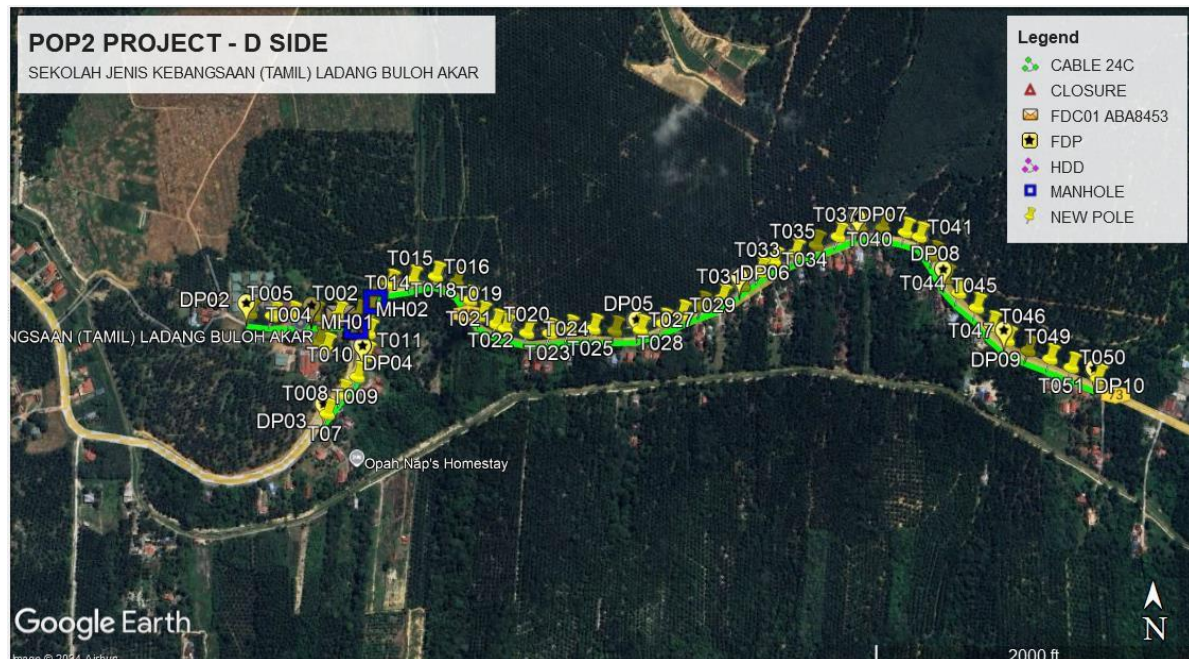 POP2 PROJECT - D SIDE
SEKOLAH JENIS KEBANGSAAN (TAMIL) LADANG BULOH AKAR
Legend
CABLE 24C
CLOSURE
FDC01 ABA8453
FDP
HDD
MANHOLE
NEW POLE
T037
DP07
T041
T035
T040
T033
T034
DP08
T015
T016
T031
DP06
T044
T045
T014
T018
DP02
T005
T002
MH02
T019
T029
T004
T020
DP05
T027
T046
MH01
T021
T024
T047
T049
NGSAAN (TAMIL) LADANG BULOH AKAR
T011
T022
T028
T010
T023
T025
DP04
DP09
T050
T051
DP10
T008
T009
73
DP03
T07
Opah Nap's Homestay
Google Earth
Image © 2024 Airbus
N
2000 ft